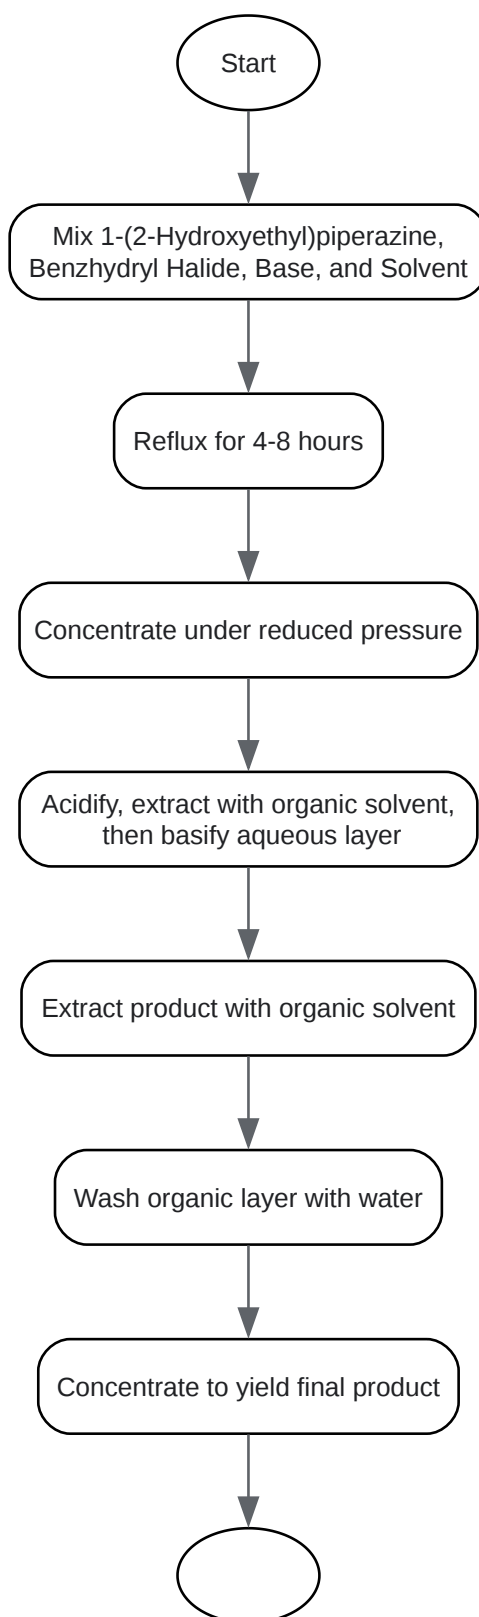 Start
Mix 1-(2-Hydroxyethyl)piperazine,
Benzhydryl Halide, Base, and Solvent
Reflux for 4-8 hours
Concentrate under reduced pressure
Acidify, extract with organic solvent,
then basify aqueous layer
Extract product with organic solvent
Wash organic layer with water
Concentrate to yield final product